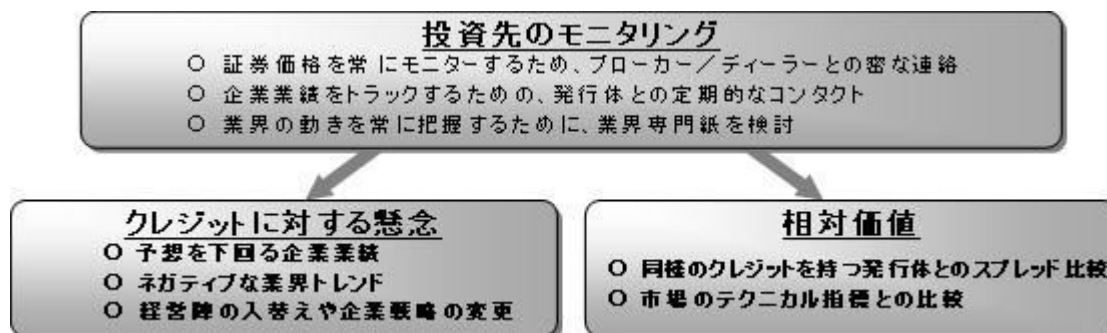 投資先のモニタリング
○ 証券価格を常にモニターするため、ブローカー／ディーラーとの密な連絡
○ 企業業績をトラックするための、発行体との定期的なコンタクト
○ 業界の動きを常に把握するために、業界専門紙を検討
クレジットに対する懸念
○ 予想を下回る企業業績
○ ネガティブな業界トレンド
○ 経営陣の入替えや企業戦略の変更
相対価値
○ 同様のクレジットを持つ発行体とのスプレッド比較
○ 市場のテクニカル指標との比較